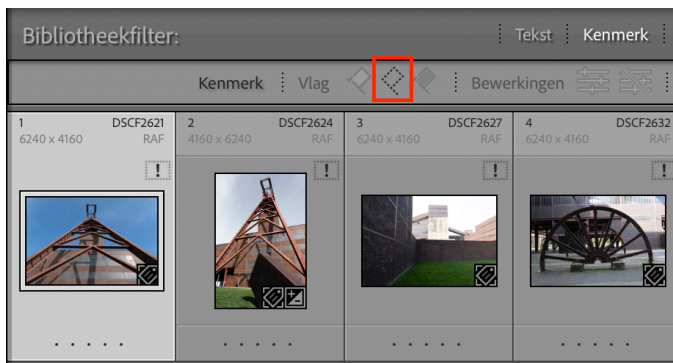 Bibliotheekfilter: Tekst Kenmerk
Kenmerk Vlag Bewerkingen
1 DSCF2621 2 DSCF2624 3 DSCF2627 4 DSCF2632
6240 x 4160 RAF 4160 x 6240 RAF 6240 x 4160 RAF 6240 x 4160 RAF
! ! ! !